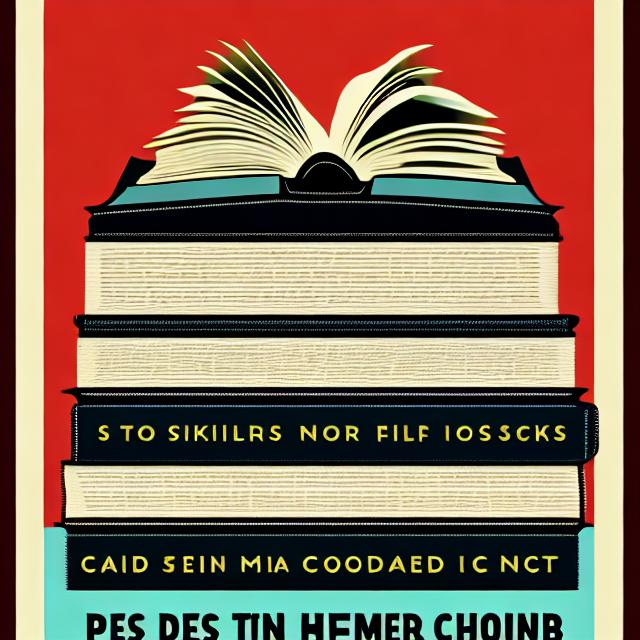 S TO SIKIILRS NOR FILF IOSSCKS
CAID SEIN MIA COODAED IC NCT
PES DES TIN HEMER CHOINB